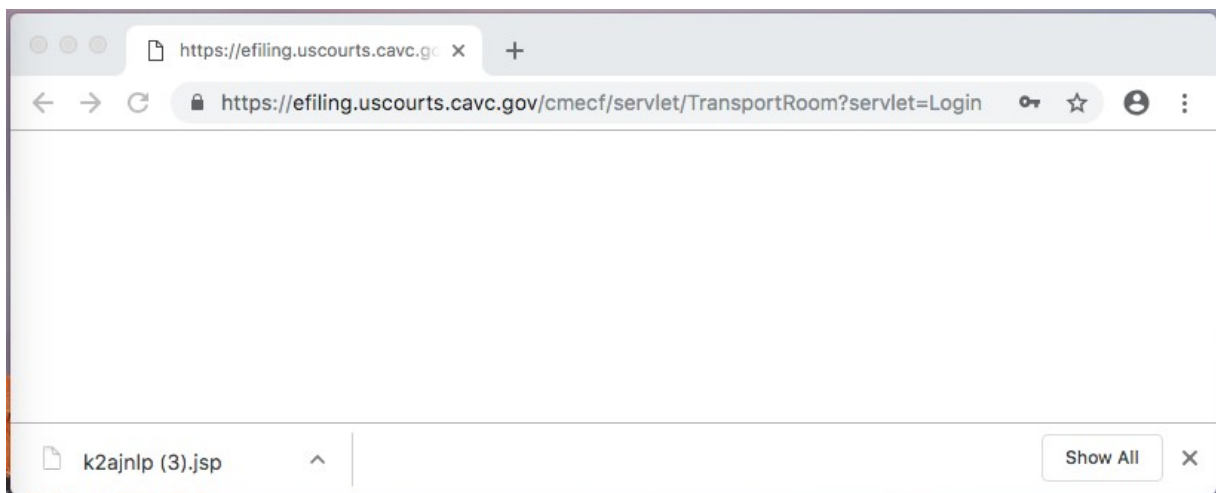 https://efiling.uscourts.cavc.gc
https://efiling.uscourts.cavc.gov/cmecf/servlet/TransportRoom?servlet=Login
k2ajnlp (3).jsp
Show All